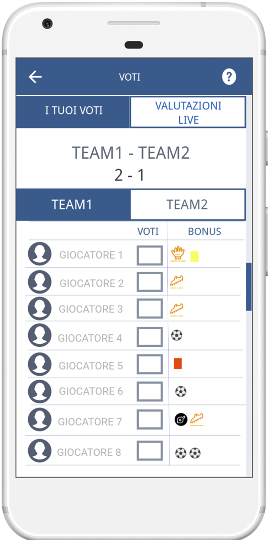 VOTI
?
I TUOI VOTI
VALUTAZIONI
LIVE
TEAM1 - TEAM2
2 - 1
TEAM1
TEAM2
VOTI
BONUS
GIOCATORE 1
GIOCATORE 2
GIOCATORE 3
GIOCATORE 4
GIOCATORE 5
GIOCATORE 6
GIOCATORE 7
GIOCATORE 8